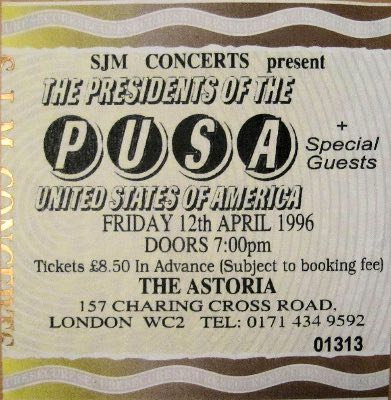 SJM CONCERTS present
THE PRESIDENTS OF THE
PUSA
+
Special
Guests
UNITED STATES OF AMERICA
FRIDAY 12th APRIL 1996
DOORS 7:00pm
Tickets £8.50 In Advance (Subject to booking fee)
THE ASTORIA
157 CHARING CROSS ROAD.
LONDON WC2 TEL: 0171 434 9592
01313
S.J.M. CONCERTS